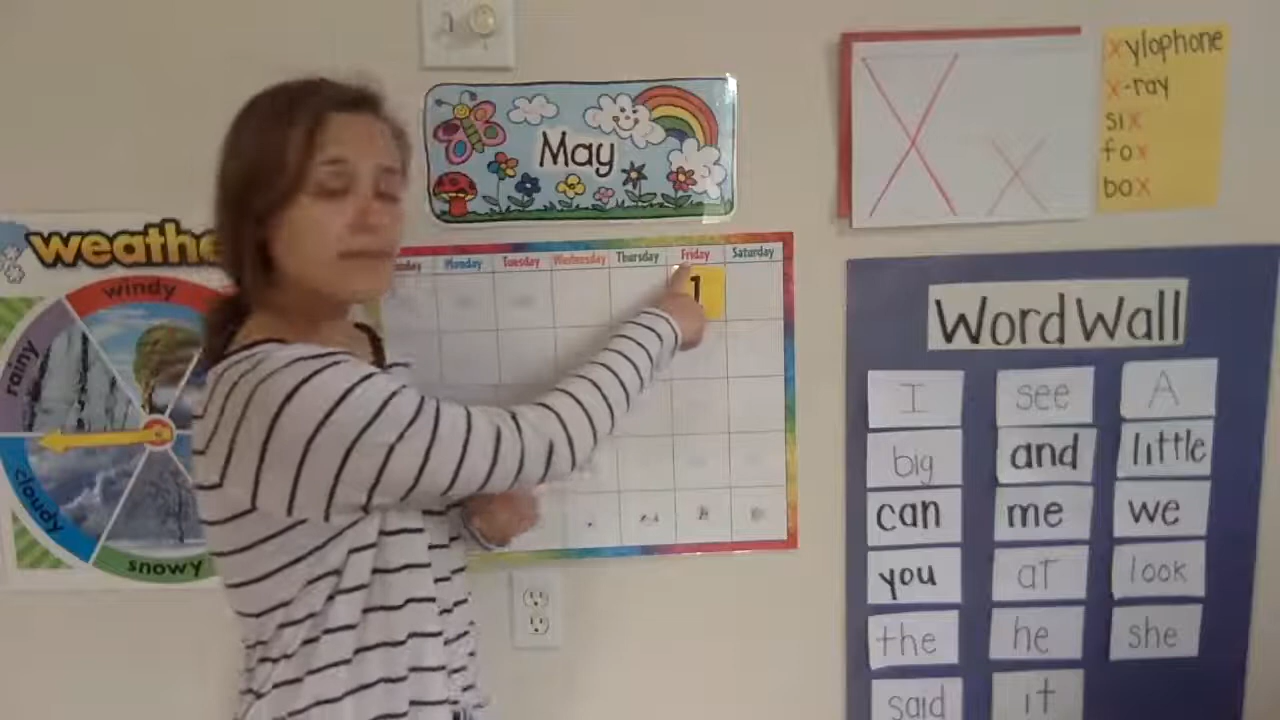 May
weathe
windy
rainy
cloudy
snowy
Monday Tuesday Wednesday Thursday Friday Saturday
1
X x
xylophone
x-ray
six
fox
box
Word Wall
I see A
big and little
can me we
you at look
the he she
said it